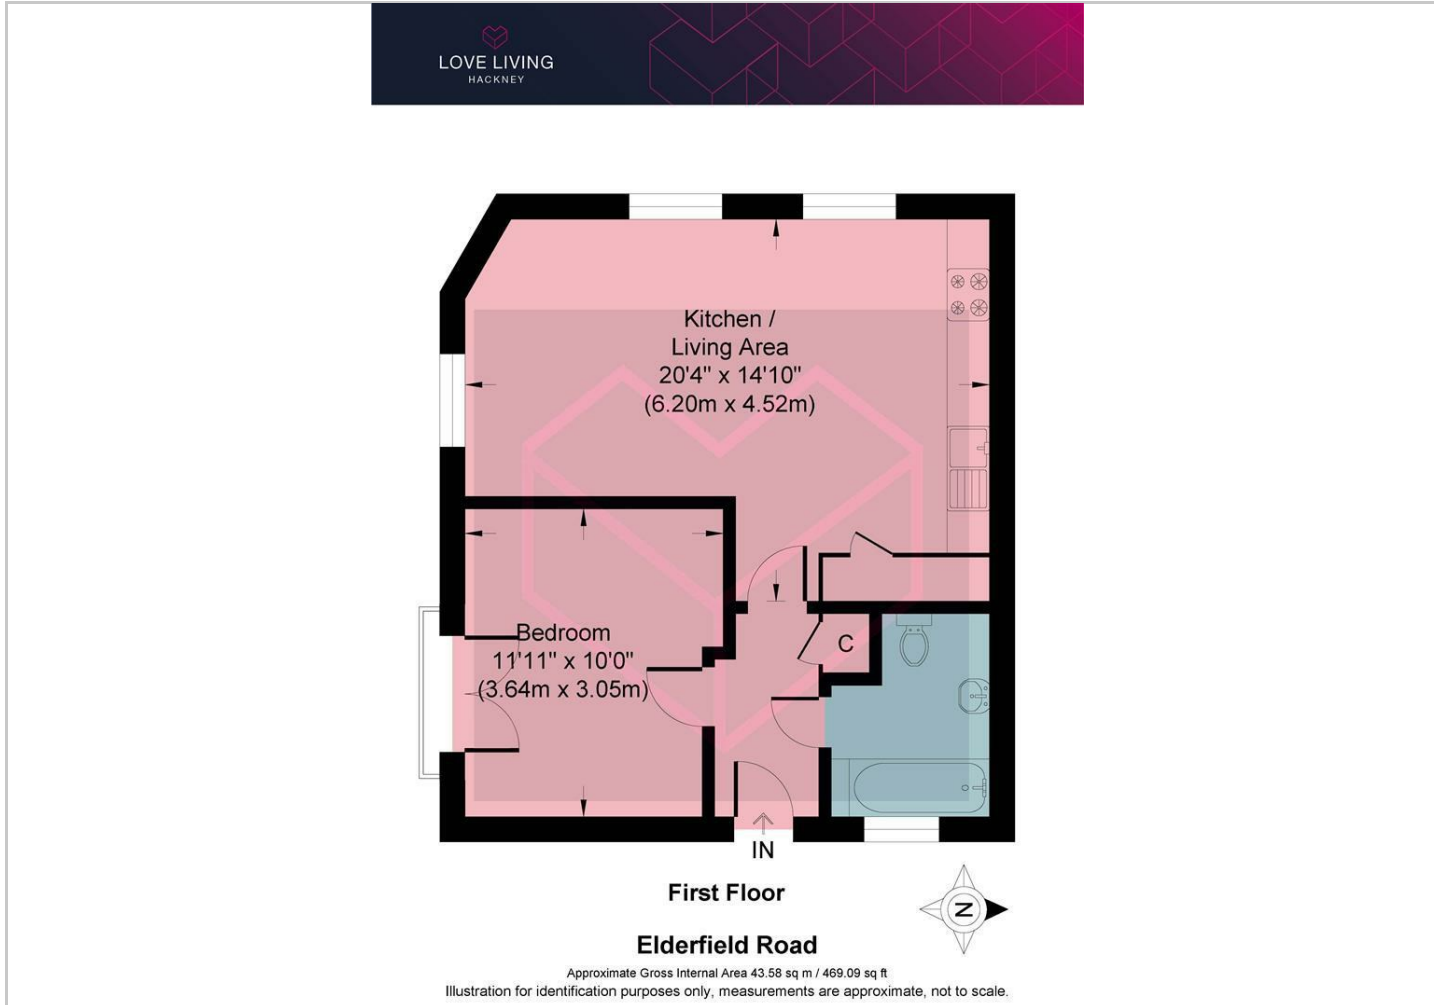 LOVE LIVING
HACKNEY
Kitchen /
Living Area
20'4" x 14'10"
(6.20m x 4.52m)
Bedroom
11'11" x 10'0"
(3.64m x 3.05m)
C
IN
First Floor
N
Elderfield Road
Approximate Gross Internal Area 43.58 sq m / 469.09 sq ft
Illustration for identification purposes only, measurements are approximate, not to scale.